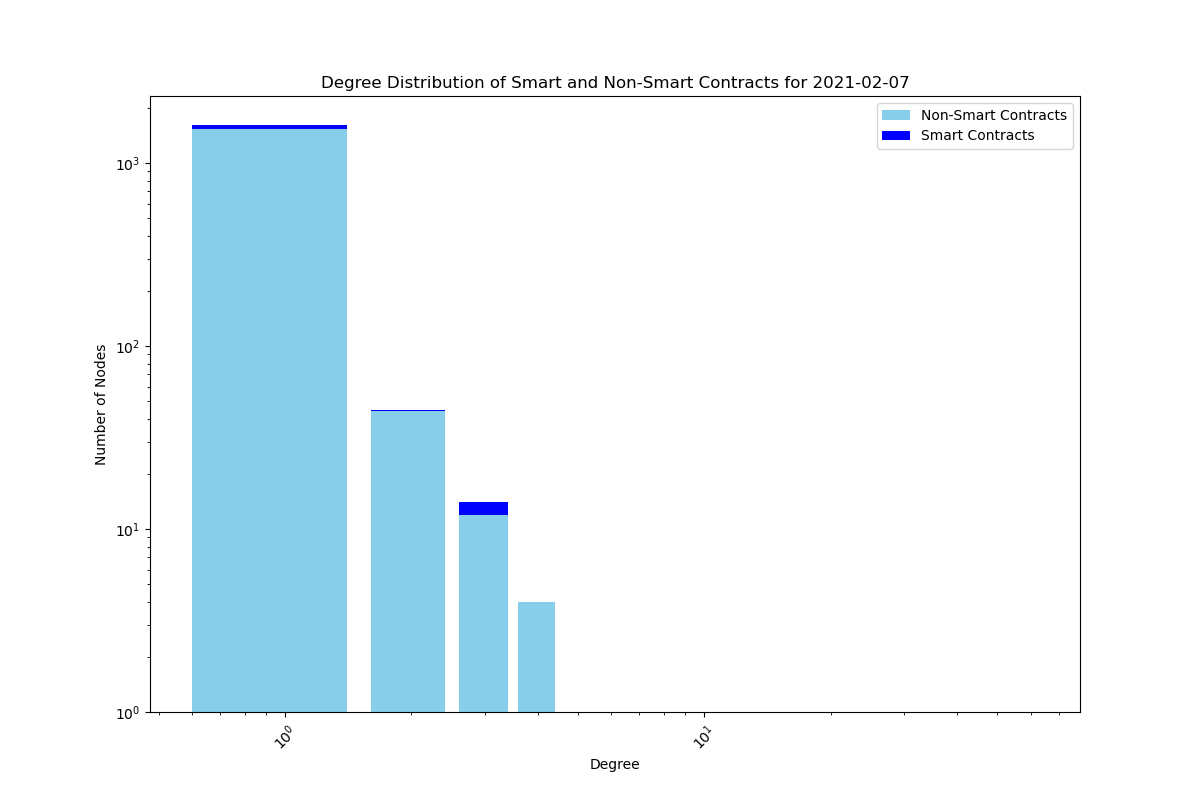 Degree Distribution of Smart and Non-Smart Contracts for 2021-02-07
Non-Smart Contracts
Smart Contracts
Number of Nodes
10³
10²
10¹
10⁰
10⁰
10¹
Degree